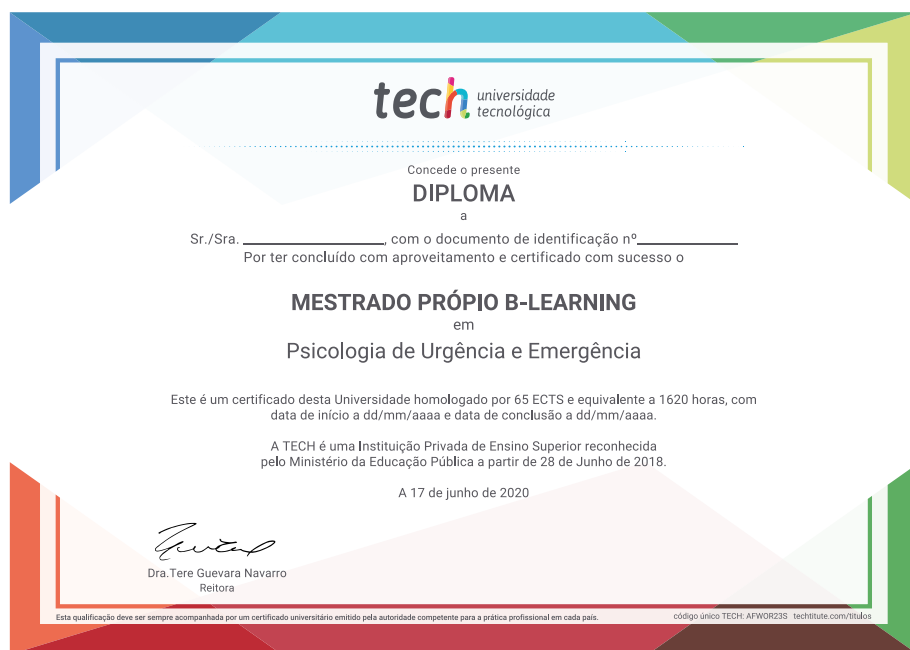 tech universidade
tecnológica
Concede o presente
DIPLOMA
a
Sr./Sra. ________________, com o documento de identificação nº____________
Por ter concluído com aproveitamento e certificado com sucesso o
MESTRADO PRÓPIO B-LEARNING
em
Psicologia de Urgência e Emergência
Este é um certificado desta Universidade homologado por 65 ECTS e equivalente a 1620 horas, com
data de início a dd/mm/aaaa e data de conclusão a dd/mm/aaaa.
A TECH é uma Instituição Privada de Ensino Superior reconhecida
pelo Ministério da Educação Pública a partir de 28 de Junho de 2018.
A 17 de junho de 2020
Dra.Tere Guevara Navarro
Reitora
Esta qualificação deve ser sempre acompanhada por um certificado universitário emitido pela autoridade competente para a prática profissional em cada país.
código único TECH: AFWOR23S techtitute.com/titulos